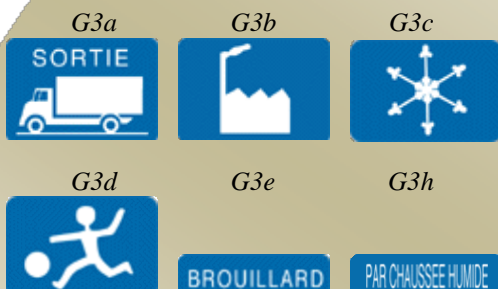 G3a G3b G3c
SORTIE
G3d G3e G3h
BROUILLARD PAR CHAUSSEE HUMIDE